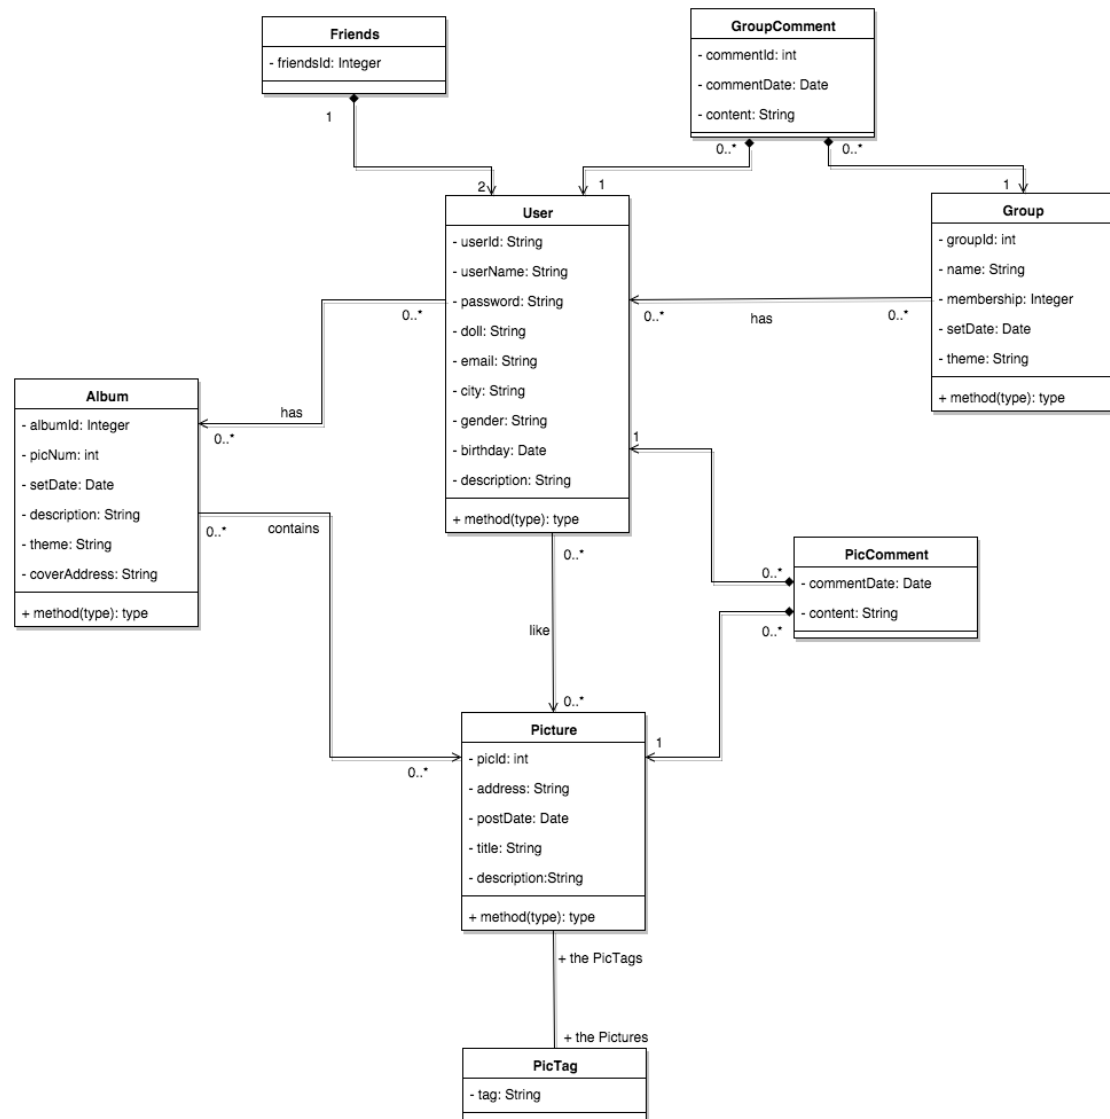 Friends
- friendsId: Integer
1
GroupComment
- commentId: int
- commentDate: Date
- content: String
0..*
0..*
2
1
1
User
- userId: String
- userName: String
- password: String
- doll: String
- email: String
- city: String
- gender: String
- birthday: Date
- description: String
+ method(type): type
Group
- groupId: int
- name: String
- membership: Integer
- setDate: Date
- theme: String
+ method(type): type
0..*
0..*
has
0..*
has
0..*
Album
- albumId: Integer
- picNum: int
- setDate: Date
- description: String
- theme: String
- coverAddress: String
+ method(type): type
0..*
contains
0..*
1
0..*
PicComment
- commentDate: Date
- content: String
0..*
0..*
like
0..*
1
Picture
- picId: int
- address: String
- postDate: Date
- title: String
- description:String
+ method(type): type
+ the PicTags
+ the Pictures
PicTag
- tag: String